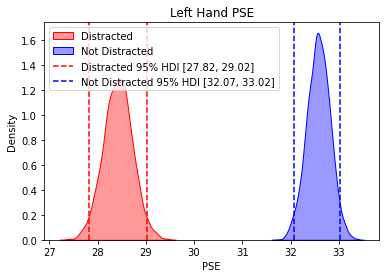 Left Hand PSE
Distracted
Not Distracted
Distracted 95% HDI [27.82, 29.02]
Not Distracted 95% HDI [32.07, 33.02]
Density
1.6
1.4
1.2
1.0
0.8
0.6
0.4
0.2
0.0
27 28 29 30 31 32 33
PSE